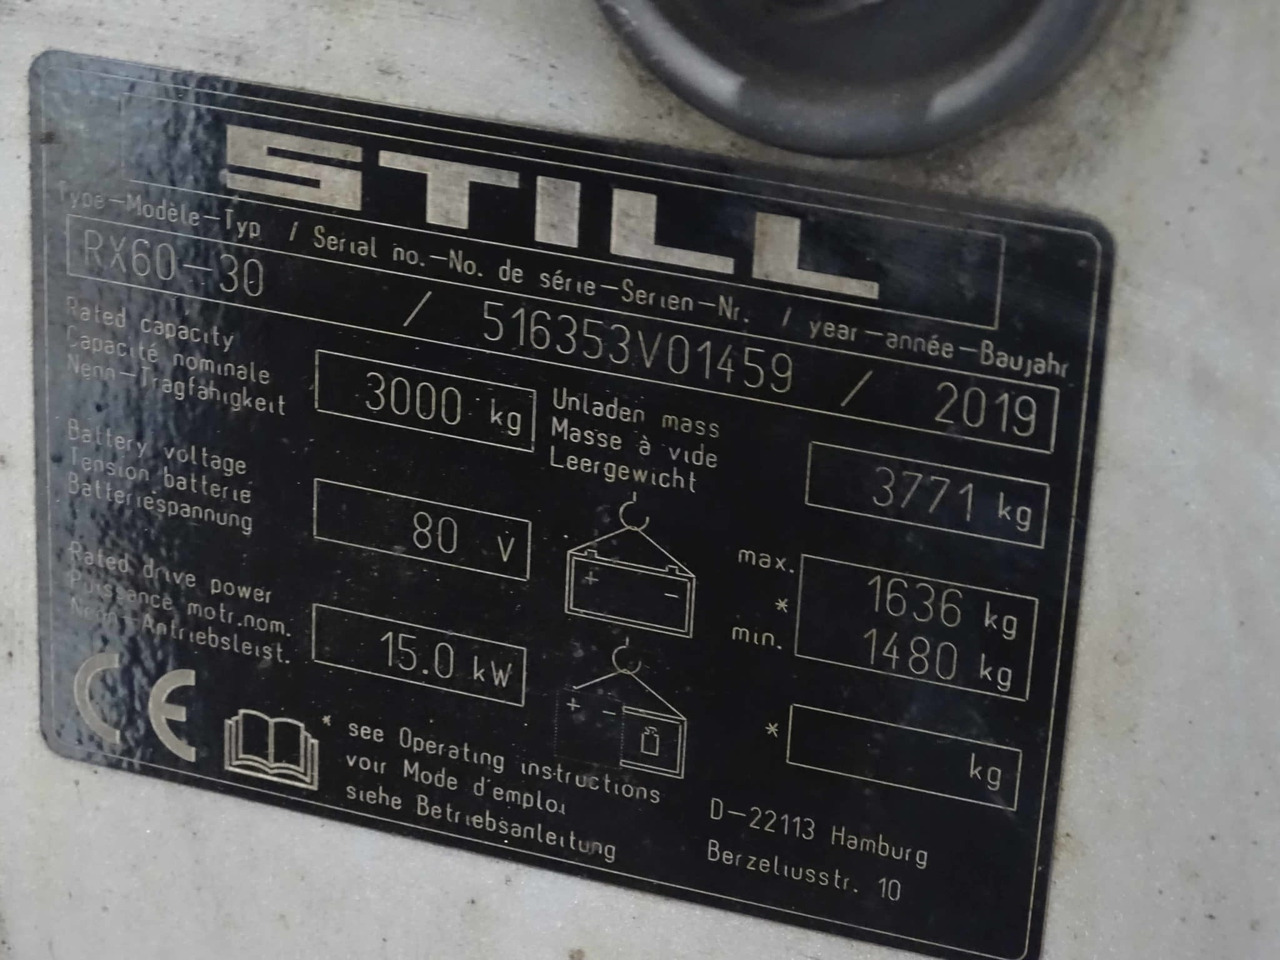 STILL
Type-Modèle-Typ / Serial no.-No. de série-Serien-Nr. / year-année-Baujahr
RX60-30 / 516353V01459 / 2019
Rated capacity
Capacité nominale
Nenn-Tragfähigkeit
3000 kg
Unladen mass
Masse à vide
Leergewicht
3771 kg
Battery voltage
Tension batterie
Batteriespannung
80 V
+ -
max. 1636 kg
*
min. 1480 kg
Rated drive power
Puissance motr.nom.
Nenn-Antriebsleist.
15.0 kW
+ -
* kg
CE
* see Operating instructions
voir Mode d'emploi
siehe Betriebsanleitung
D-22113 Hamburg
Berzeliusstr. 10